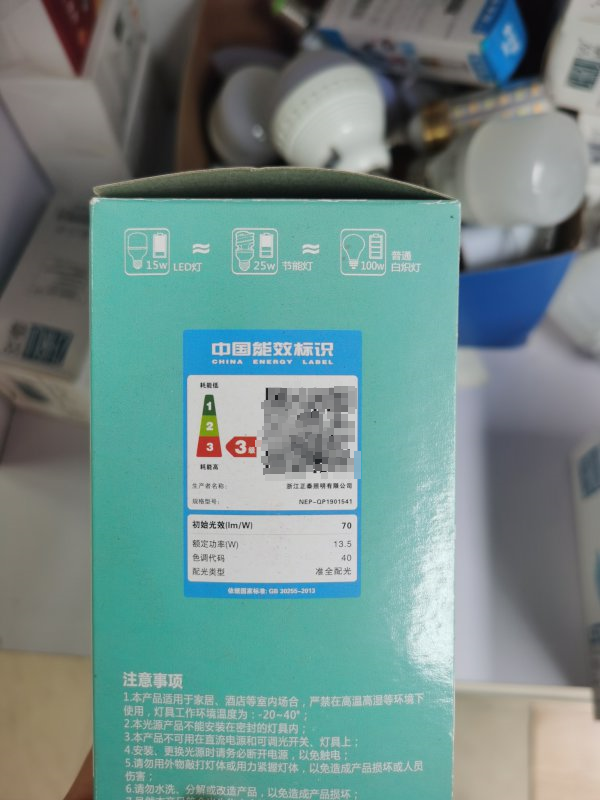 15w LED灯 ≈ 25w 节能灯 ≈ 100w 普通白炽灯
中国能效标识
CHINA ENERGY LABEL
耗能低
1
2
3
3级
耗能高
生产者名称: 浙江正泰照明有限公司
规格型号: NEP-QP1901541
初始光效(lm/W) 70
额定功率(W) 13.5
色调代码 40
配光类型 准全配光
依据国家标准: GB 30255-2013
注意事项
1.本产品适用于家居、酒店等室内场合，严禁在高温高湿等环境下
使用，灯具工作环境温度为：-20~40°；
2.本光源产品不能安装在密封的灯具内；
3.本产品不可用在直流电源和可调光开关、灯具上；
4.安装、更换光源时请务必断开电源，以免触电；
5.请勿用外物敲打灯体或用力紧握灯体，以免造成产品损坏或人员
伤害；
6.请勿水洗、分解或改造产品，以免造成产品损坏；